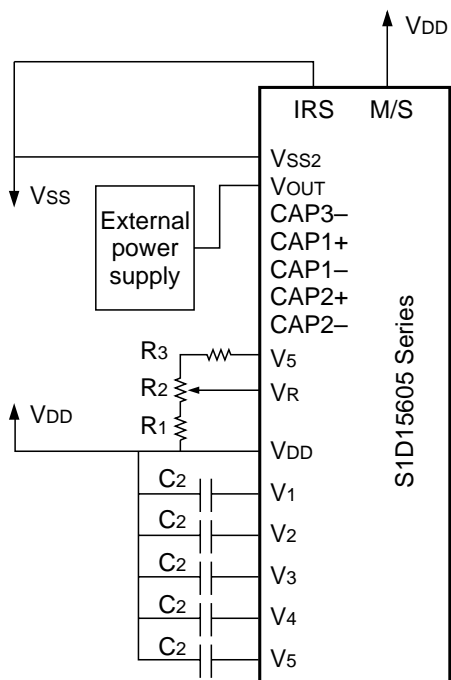 VDD
IRS M/S
VSS2
VSS
VOUT
External
power
supply
CAP3–
CAP1+
CAP1–
CAP2+
CAP2–
R3
V5
R2
VR
VDD
R1
VDD
C2
V1
C2
V2
C2
V3
C2
V4
C2
V5
S1D15605 Series